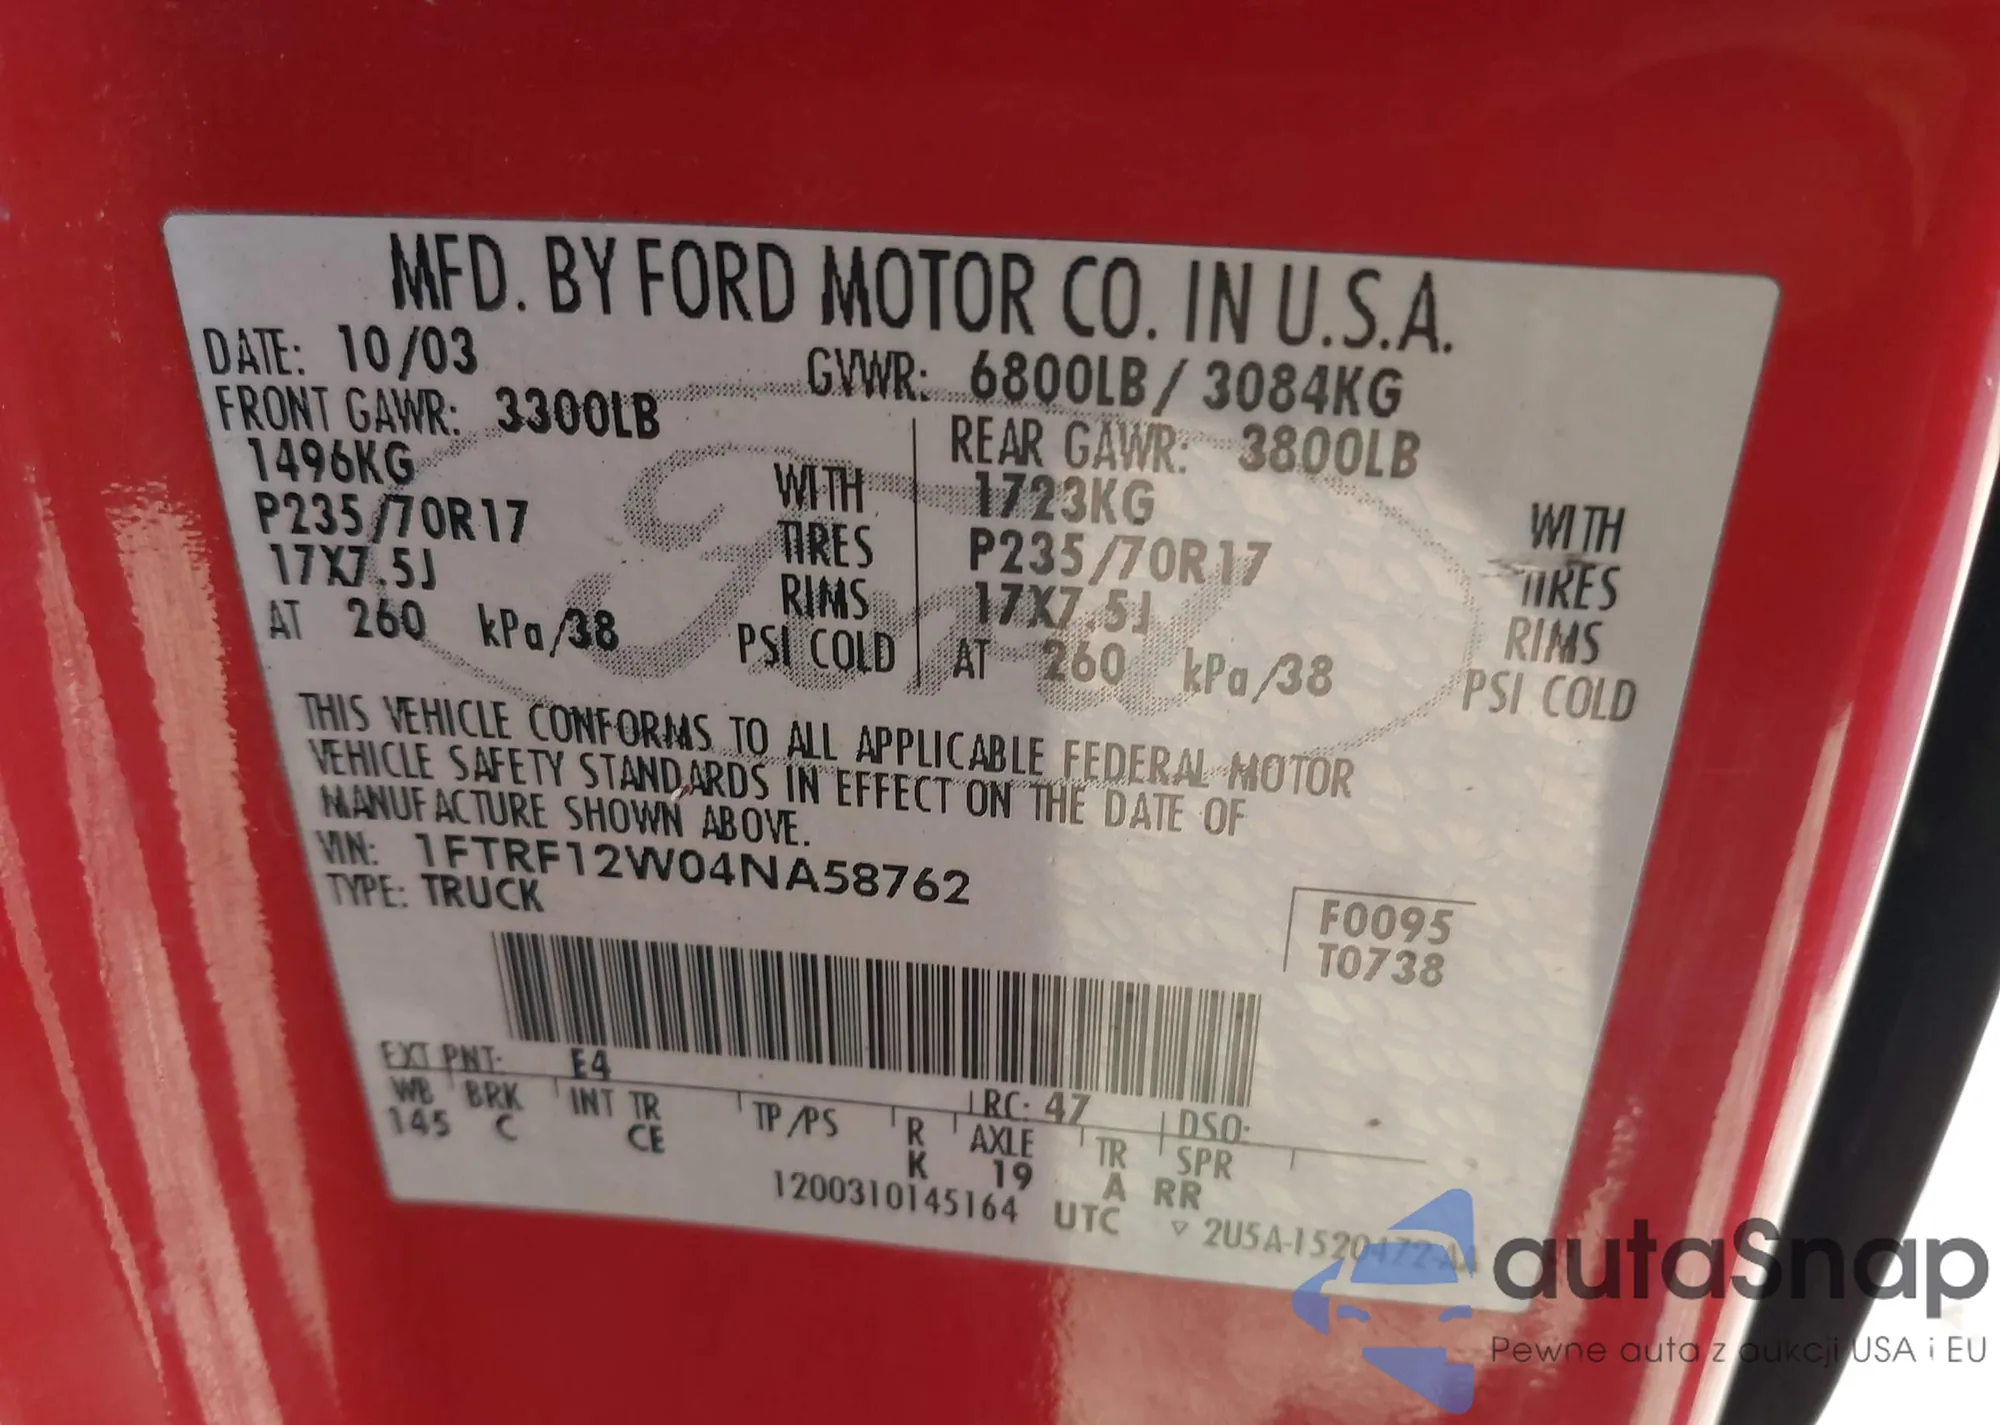 MFD. BY FORD MOTOR CO. IN U.S.A.
DATE: 10/03 GVWR: 6800LB / 3084KG
FRONT GAWR: 3300LB REAR GAWR: 3800LB
1496KG WITH 1723KG WITH
P235/70R17 TIRES P235/70R17 TIRES
17X7.5J RIMS 17X7.5J RIMS
AT 260 kPa/38 PSI COLD AT 260 kPa/38 PSI COLD
THIS VEHICLE CONFORMS TO ALL APPLICABLE FEDERAL MOTOR
VEHICLE SAFETY STANDARDS IN EFFECT ON THE DATE OF
MANUFACTURE SHOWN ABOVE.
VIN: 1FTRF12W04NA58762
TYPE: TRUCK
F0095
T0738
EXT PNT: E4 RC: 47 DSO:
WB BRK INT TR TP/PS R AXLE TR SPR
145 C CE K 19 A RR
1200310145164 UTC ▽ 2U5A-1520472-AA
Ford
autaSnap
Pewne auta z aukcji USA i EU